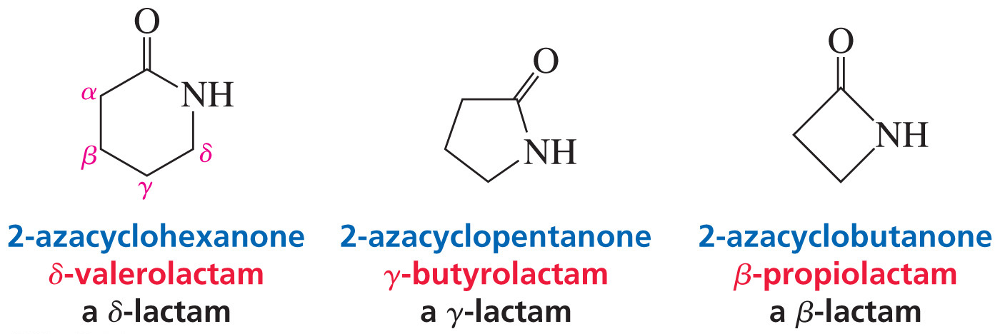 O O O
α NH
β δ
γ
NH NH
2-azacyclohexanone 2-azacyclopentanone 2-azacyclobutanone
δ-valerolactam γ-butyrolactam β-propiolactam
a δ-lactam a γ-lactam a β-lactam